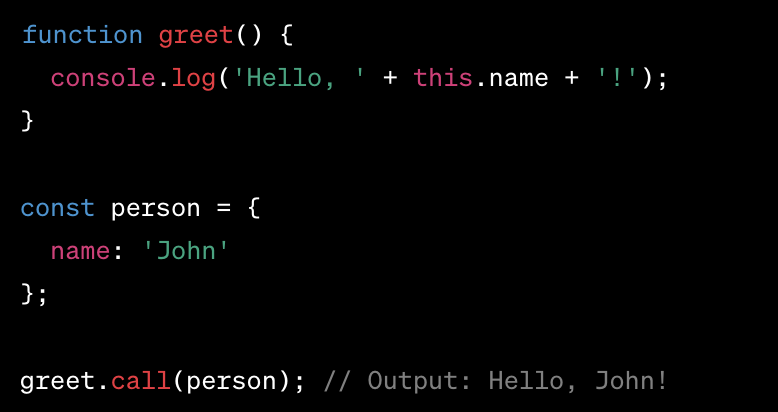 function greet() {
  console.log('Hello, ' + this.name + '!');
}
const person = {
  name: 'John'
};
greet.call(person); // Output: Hello, John!